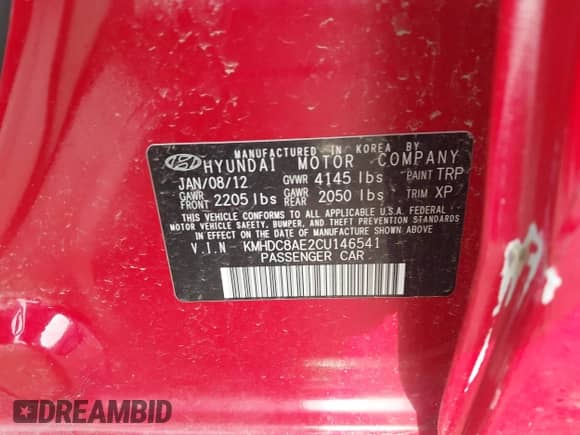 MANUFACTURED IN KOREA BY
HYUNDAI MOTOR COMPANY
JAN/08/12 GVWR 4145 lbs PAINT TRP
GAWR FRONT 2205 lbs GAWR REAR 2050 lbs TRIM XP
THIS VEHICLE CONFORMS TO ALL APPLICABLE U.S.A. FEDERAL
MOTOR VEHICLE SAFETY, BUMPER, AND THEFT PREVENTION STANDARDS
IN EFFECT ON THE DATE OF MANUFACTURE SHOWN ABOVE.
V.I.N KMHDC8AE2CU146541
PASSENGER CAR
DREAMBID